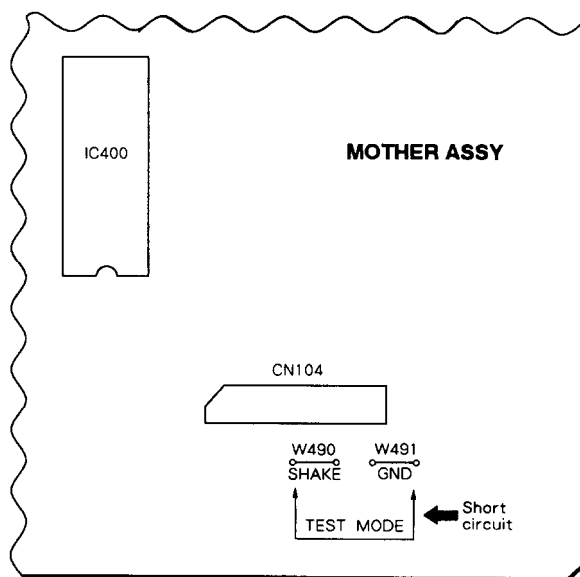 IC400
MOTHER ASSY
CN104
W490
W491
SHAKE
GND
TEST MODE
Short
circuit